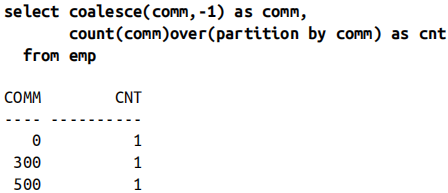 select coalesce(comm,-1) as comm,
       count(comm)over(partition by comm) as cnt
  from emp
COMM        CNT
---- ----------
   0          1
 300          1
 500          1